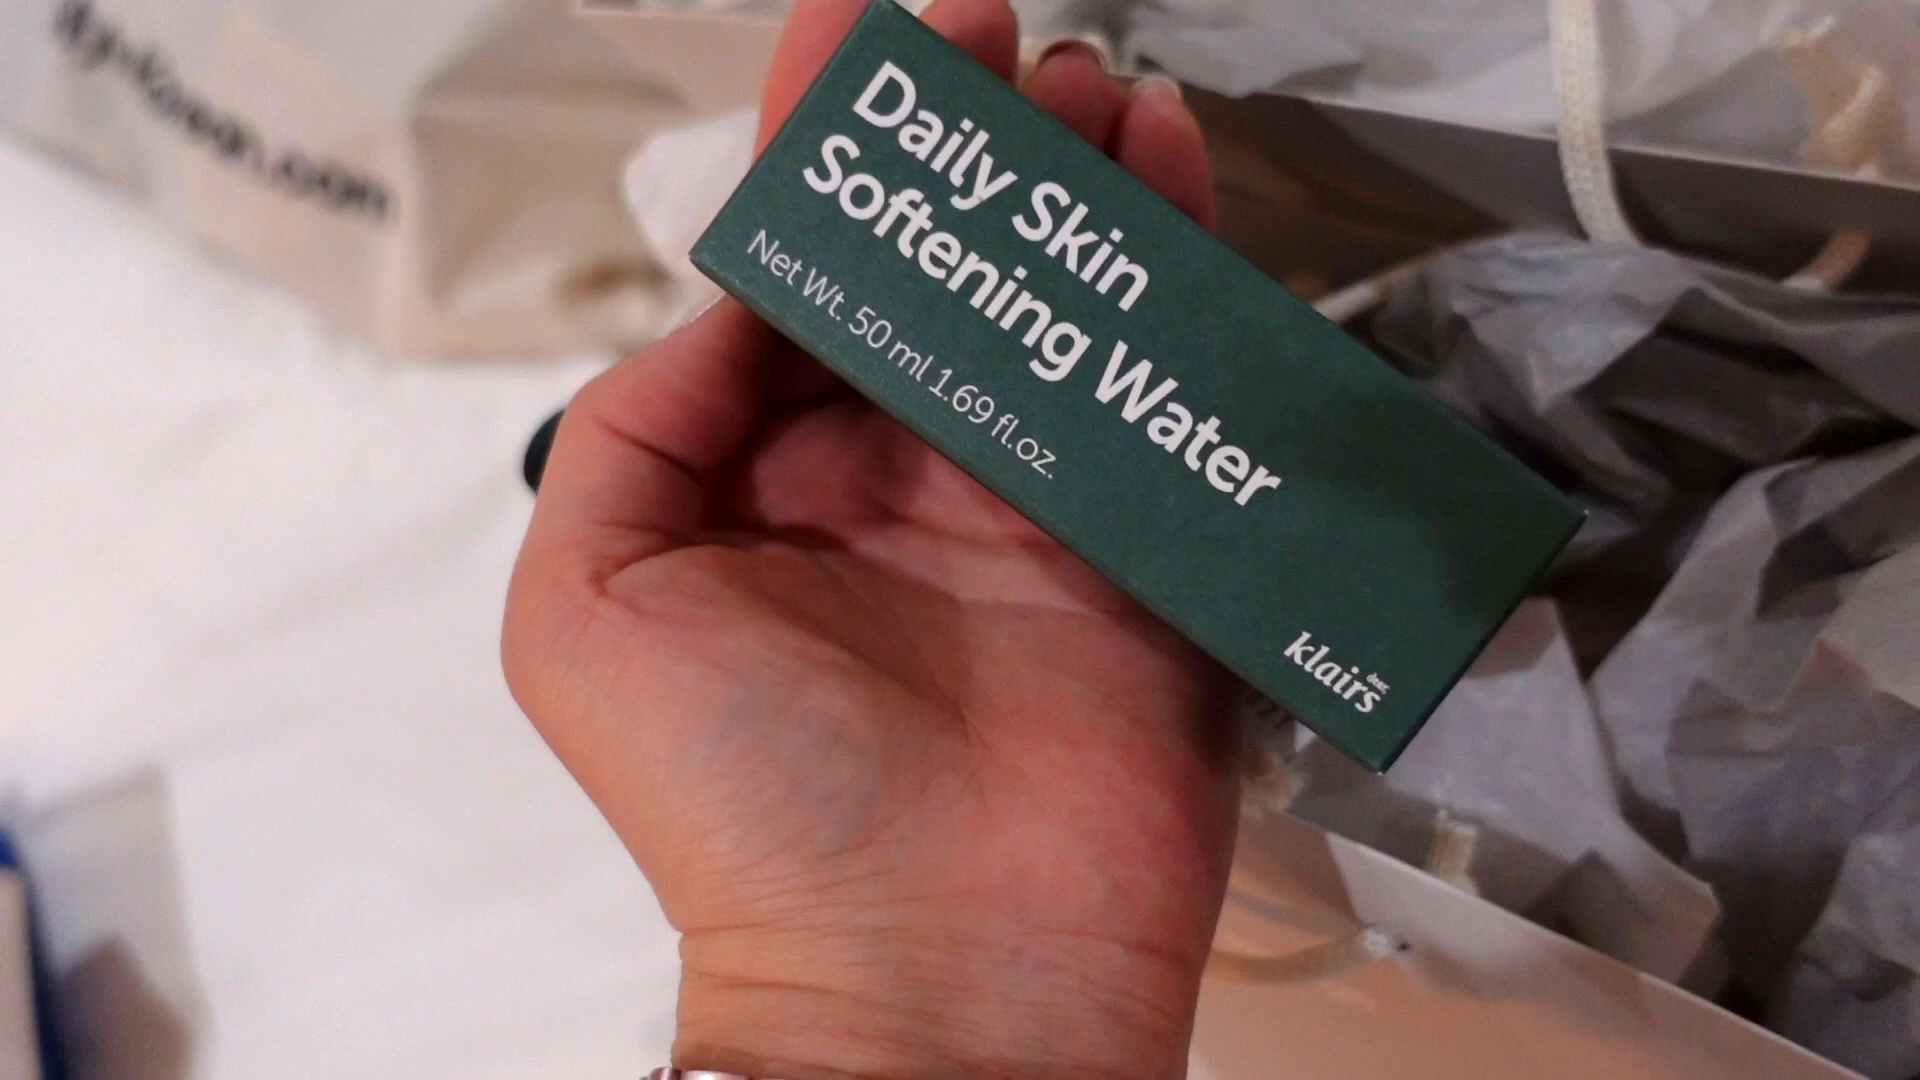 Daily Skin
Softening Water
Net Wt. 50 ml 1.69 fl.oz.
dear,
klairs